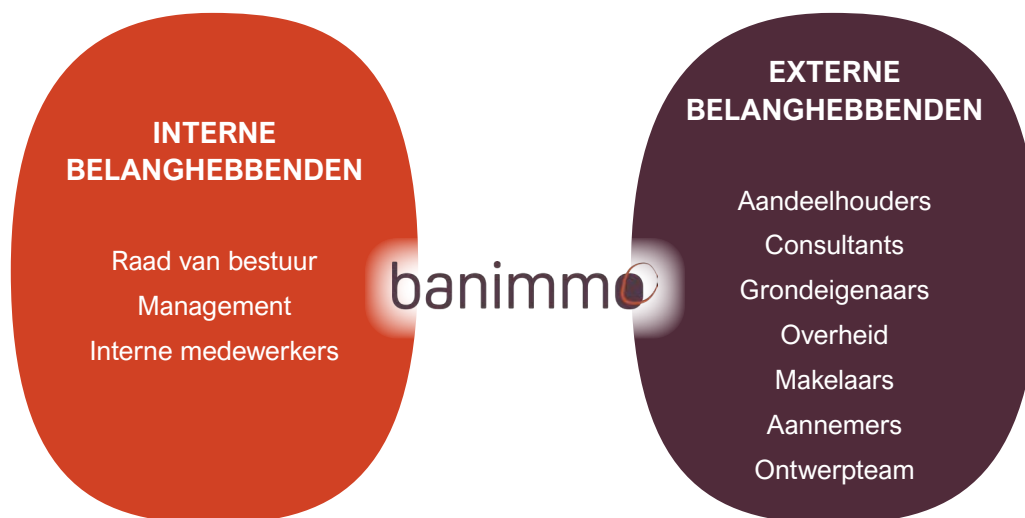 INTERNE
BELANGHEBBENDEN
Raad van bestuur
Management
Interne medewerkers
banimmo
EXTERNE
BELANGHEBBENDEN
Aandeelhouders
Consultants
Grondeigenaars
Overheid
Makelaars
Aannemers
Ontwerpteam